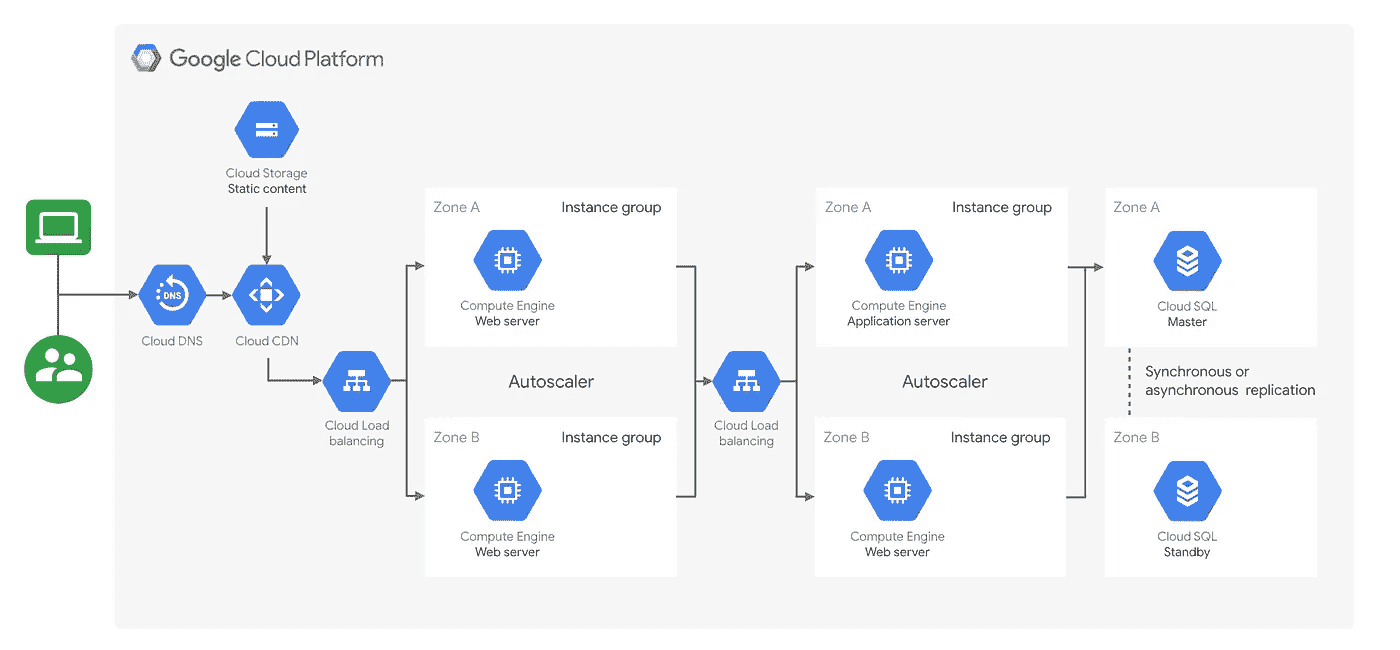 Google Cloud Platform
Cloud Storage
Static content
DNS
Cloud DNS
Cloud CDN
Cloud Load
balancing
Zone A
Instance group
Compute Engine
Web server
Autoscaler
Zone B
Instance group
Compute Engine
Web server
Cloud Load
balancing
Zone A
Instance group
Compute Engine
Application server
Autoscaler
Zone B
Instance group
Compute Engine
Web server
Zone A
Cloud SQL
Master
Synchronous or
asynchronous replication
Zone B
Cloud SQL
Standby